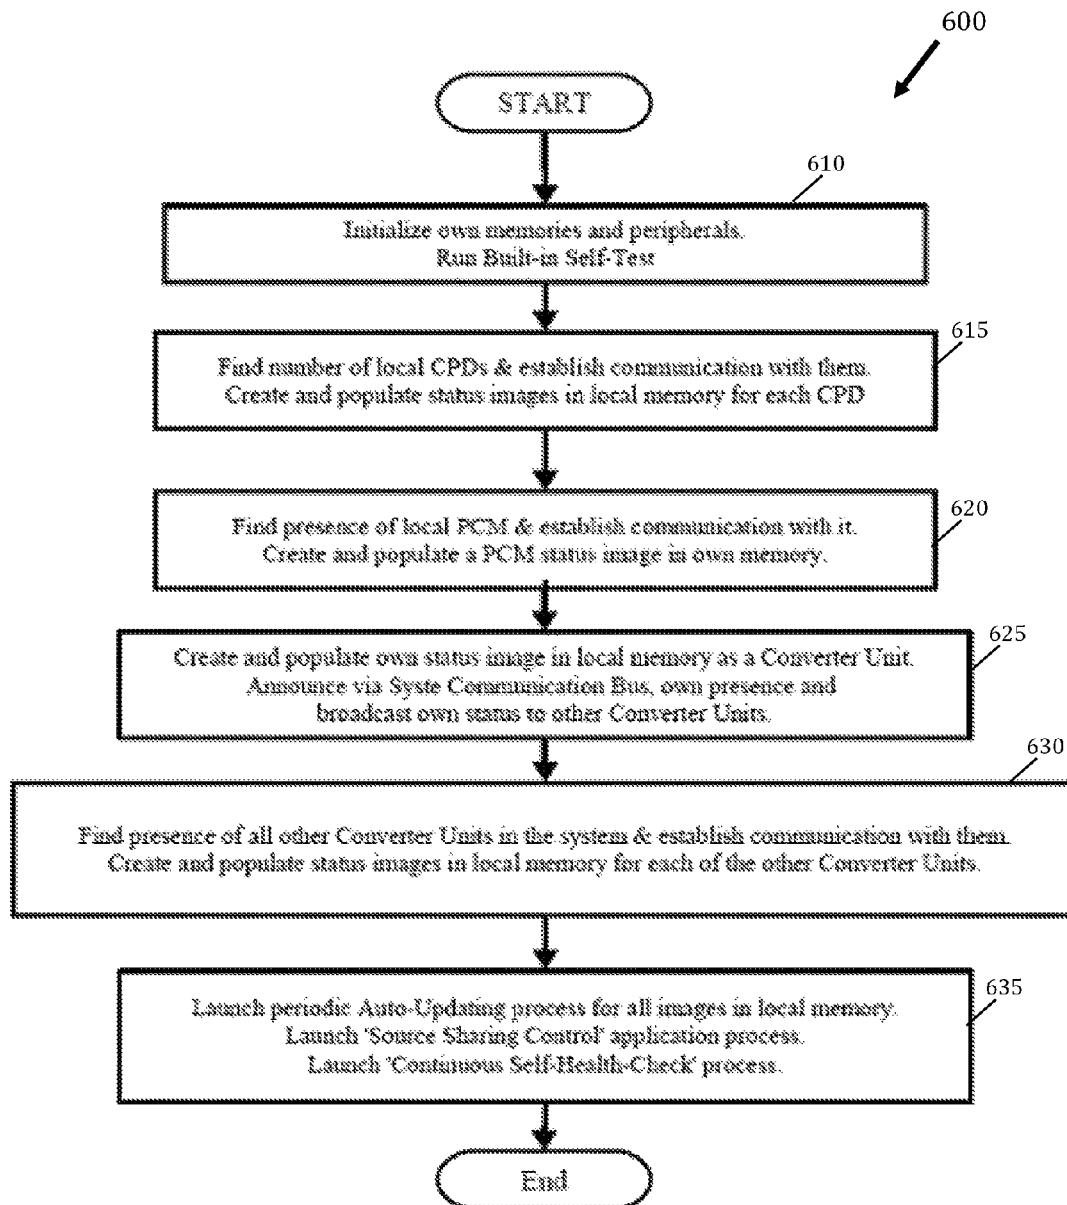 600
START
610
Initialize own memories and peripherals.
Run Built-in Self-Test
615
Find number of local CPDs & establish communication with them.
Create and populate status images in local memory for each CPD
620
Find presence of local PCM & establish communication with it.
Create and populate a PCM status image in own memory.
625
Create and populate own status image in local memory as a Converter Unit.
Announce via Syste Communication Bus, own presence and
broadcast own status to other Converter Units.
630
Find presence of all other Converter Units in the system & establish communication with them.
Create and populate status images in local memory for each of the other Converter Units.
635
Launch periodic Auto-Updating process for all images in local memory.
Launch 'Source Sharing Control' application process.
Launch 'Continuous Self-Health-Check' process.
End